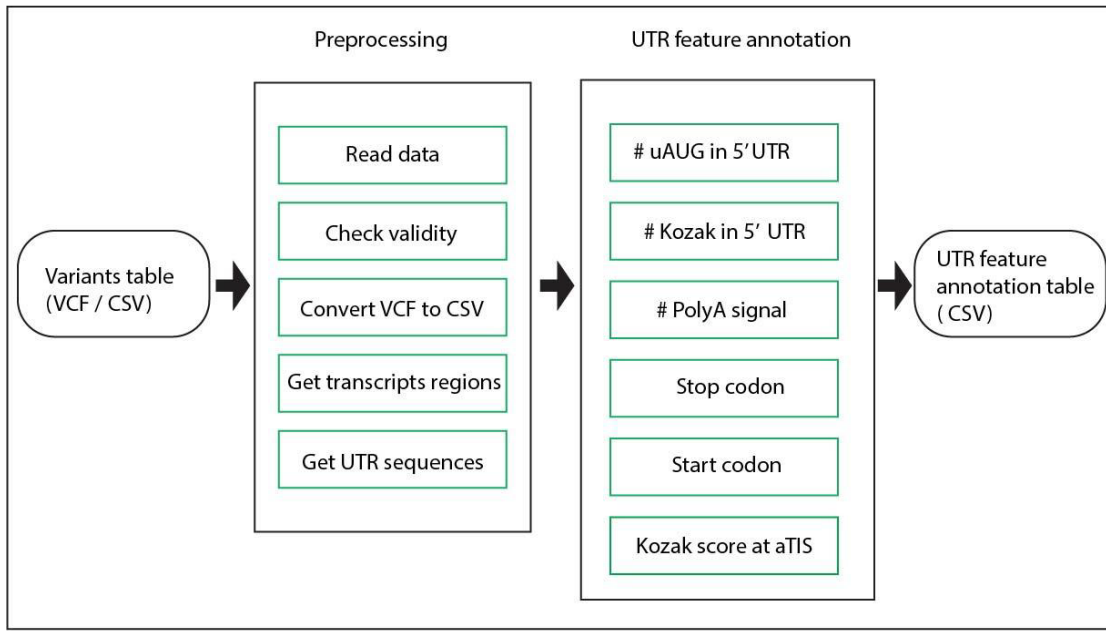 Preprocessing
UTR feature annotation
Variants table
(VCF / CSV)
Read data
Check validity
Convert VCF to CSV
Get transcripts regions
Get UTR sequences
# uAUG in 5' UTR
# Kozak in 5' UTR
# PolyA signal
Stop codon
Start codon
Kozak score at aTIS
UTR feature
annotation table
( CSV)